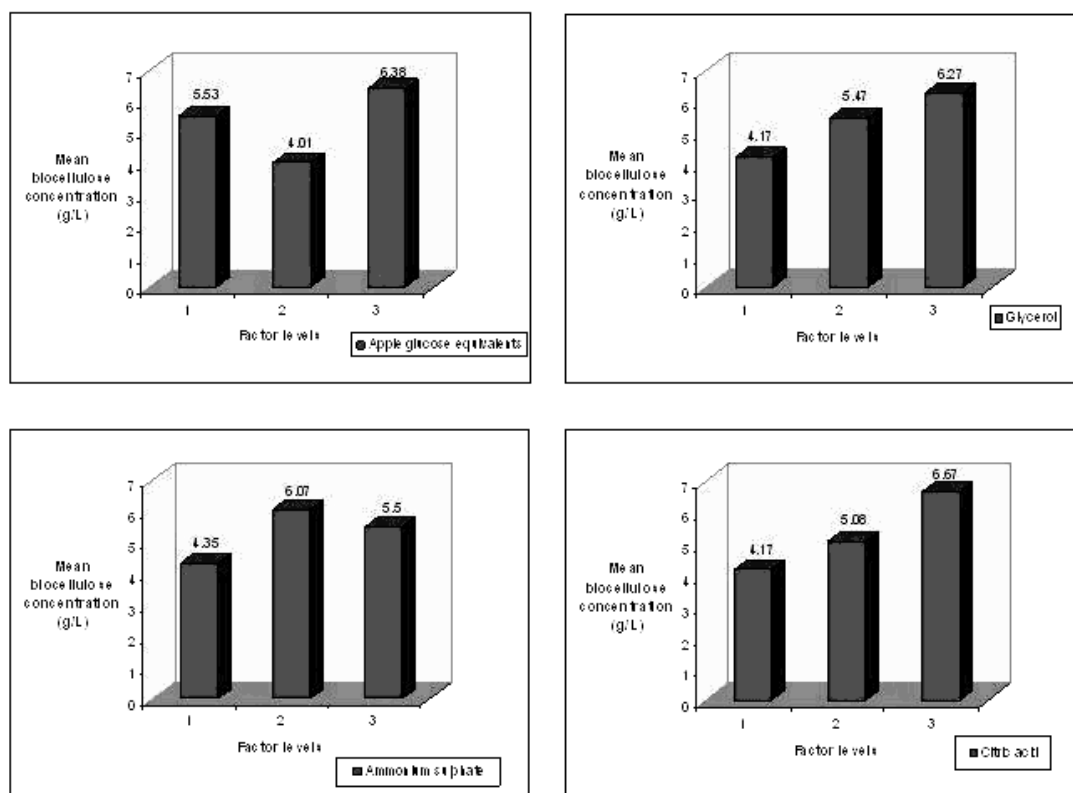 7
6
5
4
3
2
1
0
5.53
4.01
6.38
Mean
biocellulose
concentration
(g/L)
1 2 3
Factor levels
Apple glucose equivalents
7
6
5
4
3
2
1
0
4.17
5.47
6.27
Mean
biocellulose
concentration
(g/L)
1 2 3
Factor levels
Glycerol
7
6
5
4
3
2
1
0
4.35
6.07
5.5
Mean
biocellulose
concentration
(g/L)
1 2 3
Factor levels
Ammonium sulphate
7
6
5
4
3
2
1
0
4.17
5.08
6.67
Mean
biocellulose
concentration
(g/L)
1 2 3
Factor levels
Citric acid